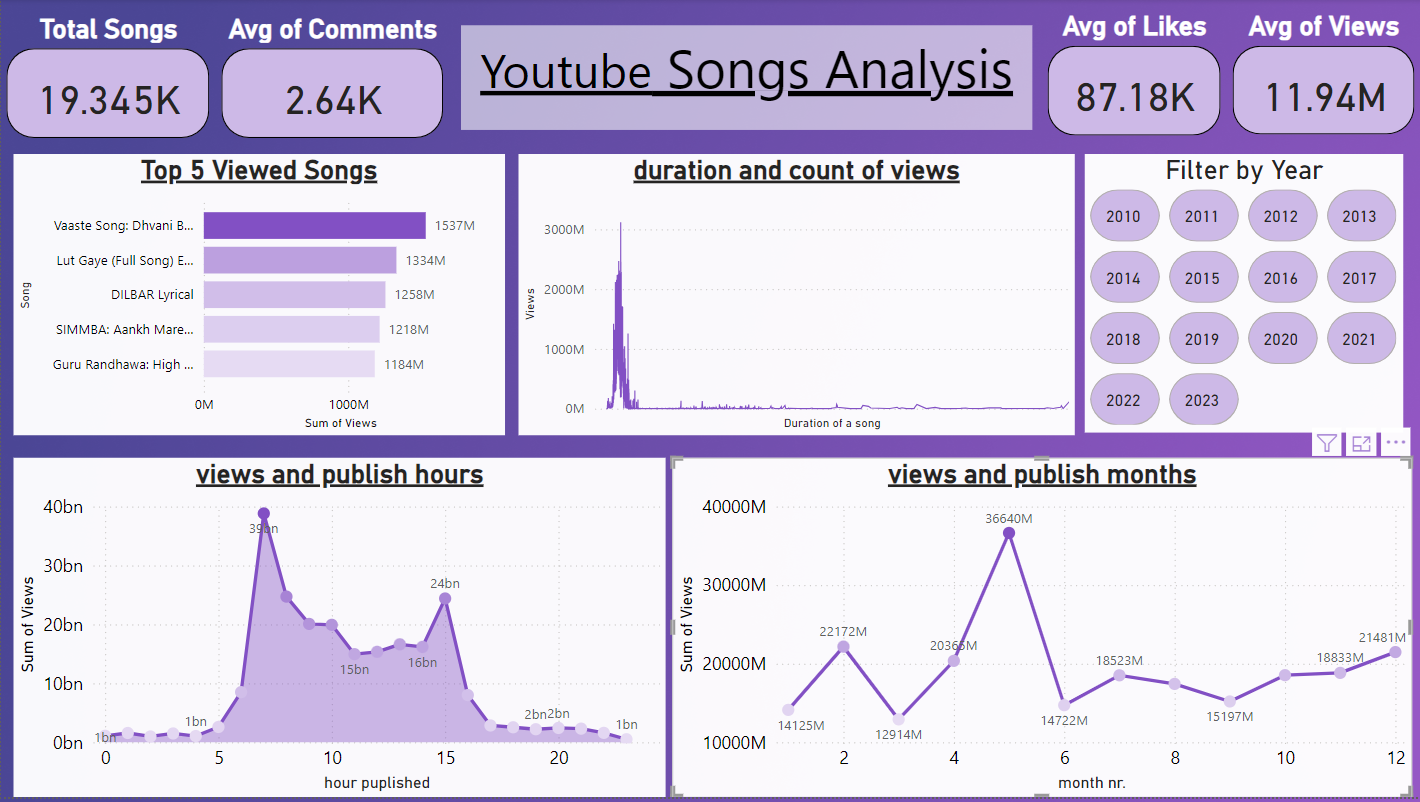 Total Songs
19.345K
Avg of Comments
2.64K
Youtube Songs Analysis
Avg of Likes
87.18K
Avg of Views
11.94M
Top 5 Viewed Songs
Song
Vaaste Song: Dhvani B... 1537M
Lut Gaye (Full Song) E... 1334M
DILBAR Lyrical 1258M
SIMMBA: Aankh Mare... 1218M
Guru Randhawa: High ... 1184M
0M 1000M
Sum of Views
duration and count of views
Views
3000M
2000M
1000M
0M
Duration of a song
Filter by Year
2010 2011 2012 2013
2014 2015 2016 2017
2018 2019 2020 2021
2022 2023
views and publish hours
Sum of Views
40bn
30bn
20bn
10bn
0bn
1bn
1bn
39bn
15bn
16bn
24bn
2bn
2bn
1bn
0 5 10 15 20
hour puplished
views and publish months
Sum of Views
40000M
30000M
20000M
10000M
14125M
22172M
12914M
20365M
36640M
14722M
18523M
15197M
18833M
21481M
2 4 6 8 10 12
month nr.